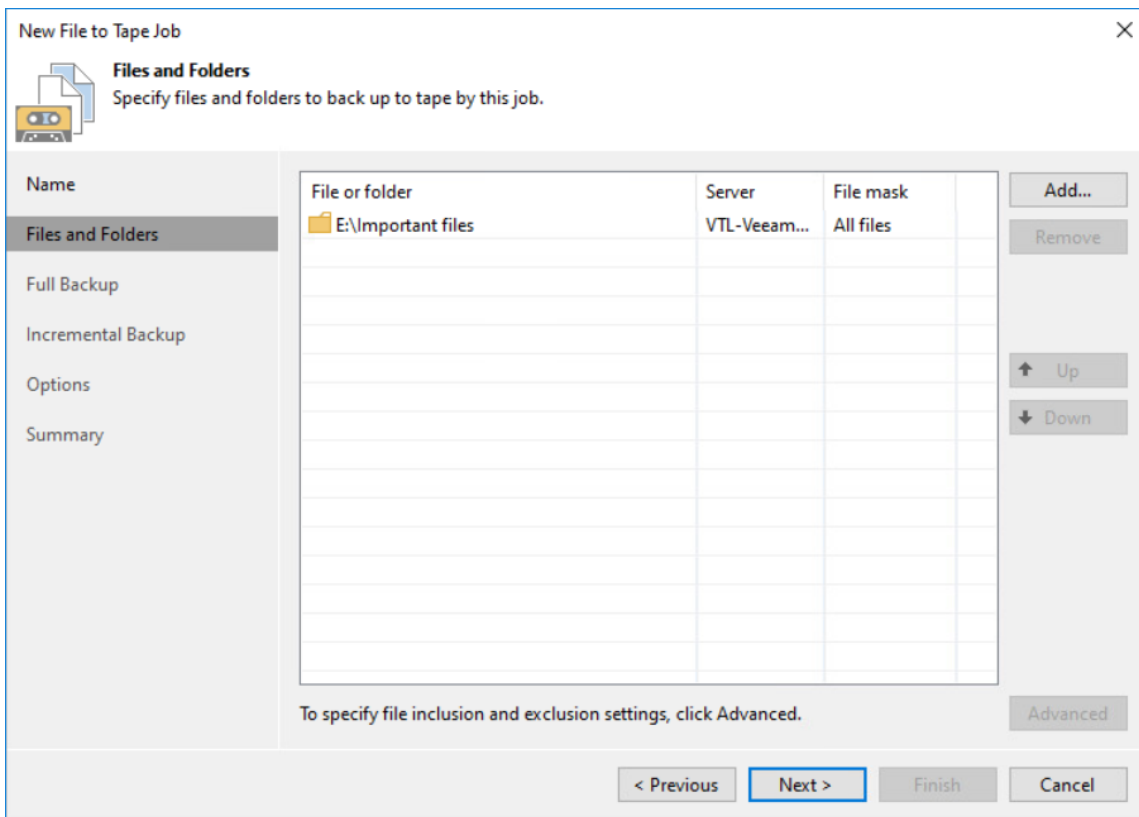 New File to Tape Job
Files and Folders
Specify files and folders to back up to tape by this job.
Name
Files and Folders
Full Backup
Incremental Backup
Options
Summary
File or folder Server File mask
E:\Important files VTL-Veeam... All files
Add...
Remove
Up
Down
To specify file inclusion and exclusion settings, click Advanced.
Advanced
< Previous Next > Finish Cancel